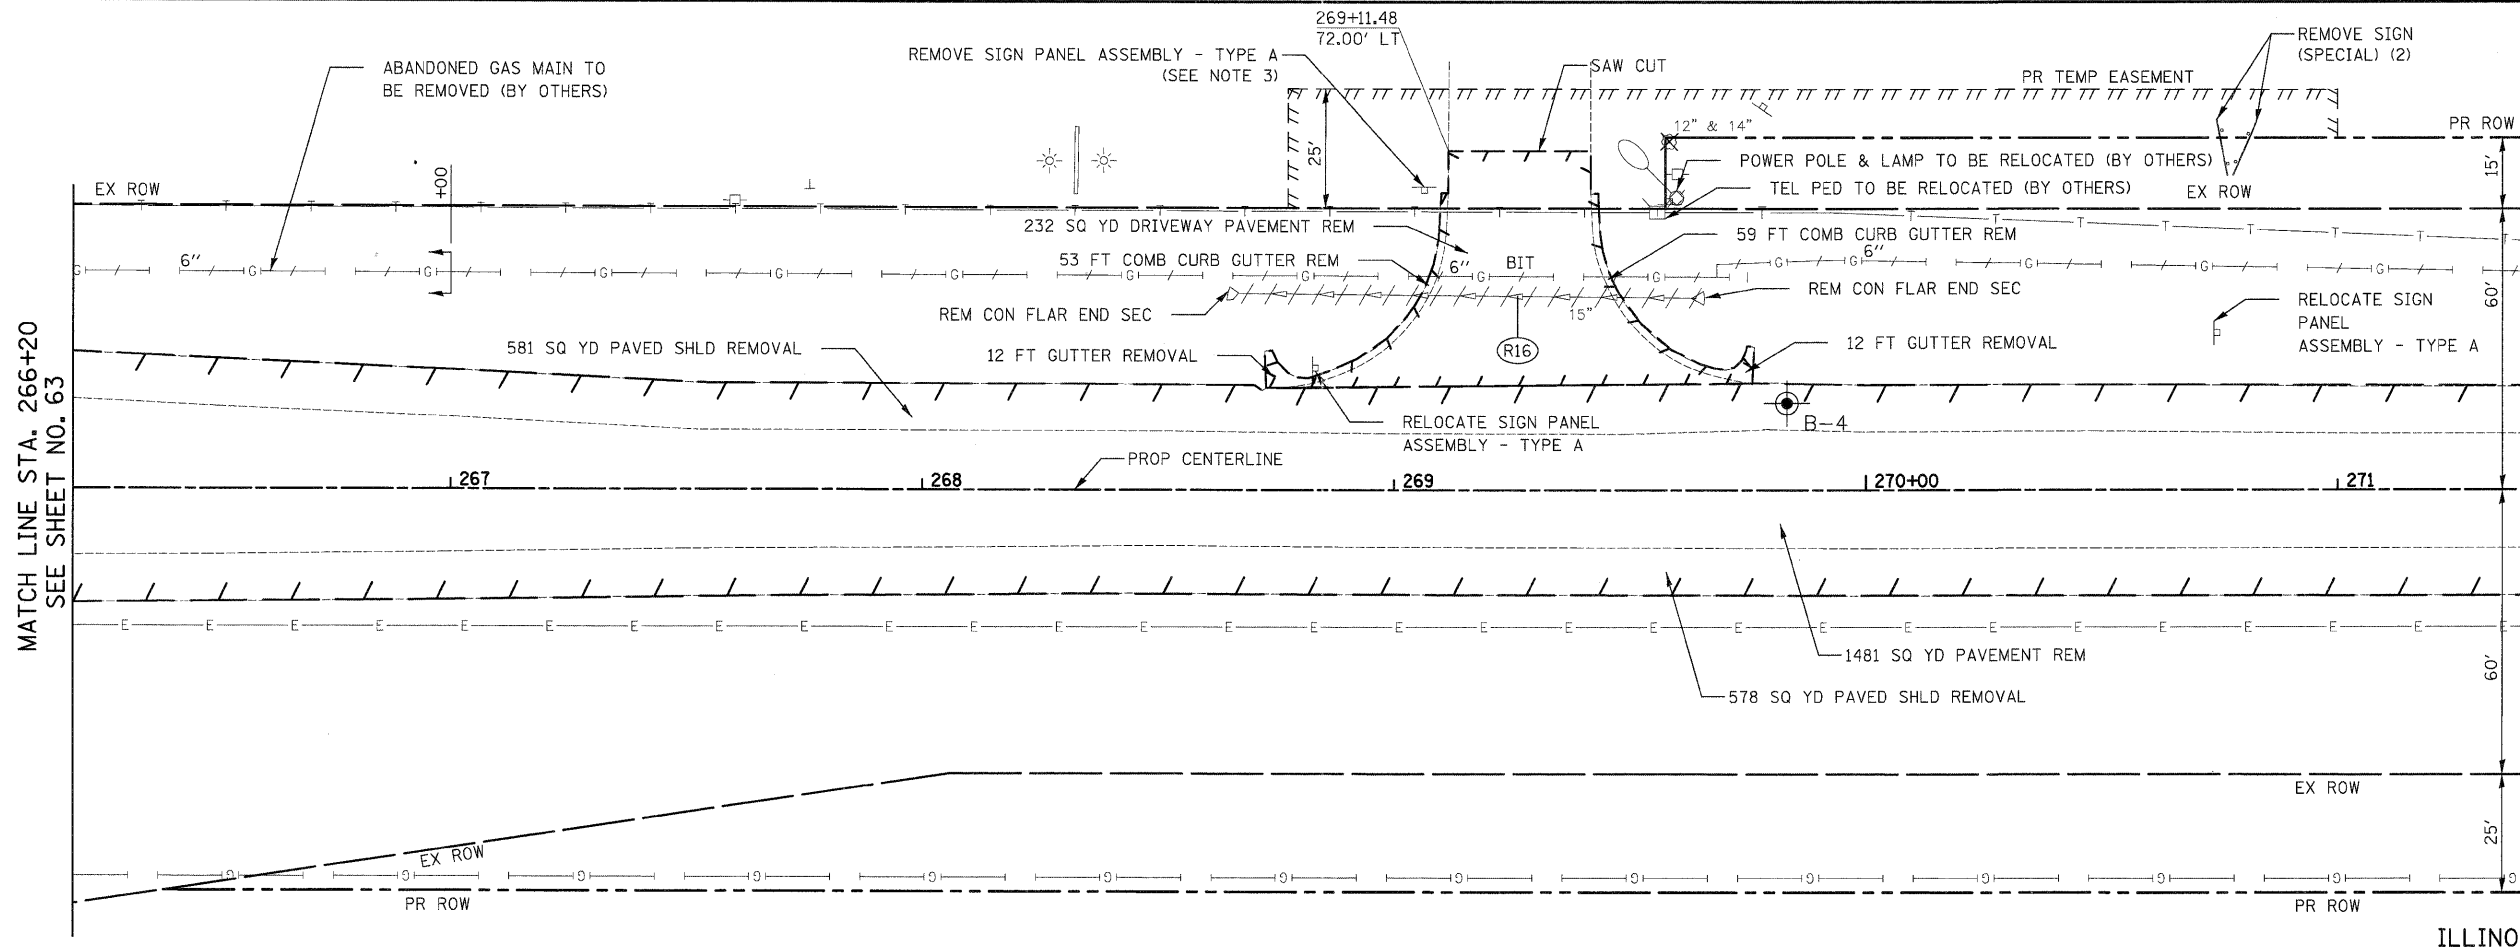 269+11.48
72.00' LT
REMOVE SIGN PANEL ASSEMBLY - TYPE A
(SEE NOTE 3)
SAW CUT
REMOVE SIGN
(SPECIAL) (2)
ABANDONED GAS MAIN TO
BE REMOVED (BY OTHERS)
PR TEMP EASEMENT
12" & 14"
PR ROW
25'
15'
POWER POLE & LAMP TO BE RELOCATED (BY OTHERS)
TEL PED TO BE RELOCATED (BY OTHERS)
EX ROW
+00
EX ROW
232 SQ YD DRIVEWAY PAVEMENT REM
59 FT COMB CURB GUTTER REM
53 FT COMB CURB GUTTER REM
6"
6"
BIT
6"
REM CON FLAR END SEC
REM CON FLAR END SEC
15"
RELOCATE SIGN
PANEL
ASSEMBLY - TYPE A
60'
581 SQ YD PAVED SHLD REMOVAL
12 FT GUTTER REMOVAL
R16
12 FT GUTTER REMOVAL
RELOCATE SIGN PANEL
ASSEMBLY - TYPE A
B-4
PROP CENTERLINE
267
268
269
270+00
271
MATCH LINE STA. 266+20
SEE SHEET NO. 63
E E E E E E E E E E E E E E E E E E E E E E E E E E E E E
1481 SQ YD PAVEMENT REM
578 SQ YD PAVED SHLD REMOVAL
60'
EX ROW
25'
EX ROW
PR ROW
PR ROW
ILLINO